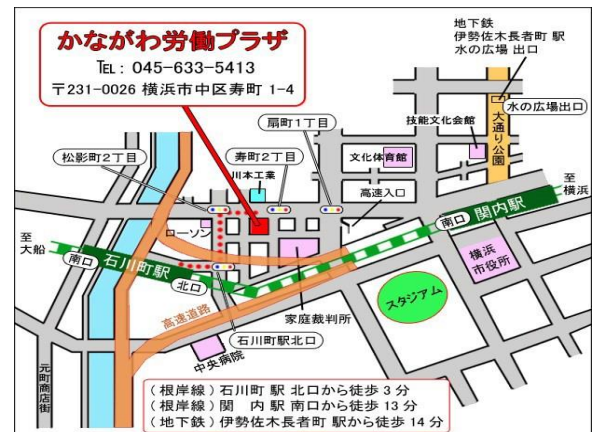 かながわ労働プラザ
TEL： 045-633-5413
〒231-0026 横浜市中区寿町 1-4
地下鉄
伊勢佐木長者町 駅
水の広場 出口
水の広場出口
大通り公園
技能文化会館
扇町1丁目
松影町2丁目
寿町2丁目
文化体育館
川本工業
高速入口
至
横浜
関内駅
南口
ーソン
至
大船
南口
石川町駅
北口
横浜
市役所
スタジアム
家庭裁判所
石川町駅北口
高速道路
中央病院
元町商店街
（根岸線）石川町 駅 北口から徒歩 3 分
（根岸線）関　内 駅 南口から徒歩 13 分
（地下鉄）伊勢佐木長者町 駅から徒歩 14 分